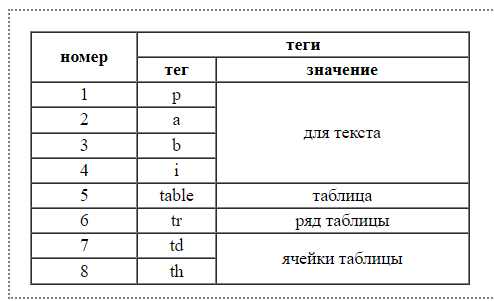 номер теги
тег значение
1 p для текста
2 a
3 b
4 i
5 table таблица
6 tr ряд таблицы
7 td ячейки таблицы
8 th